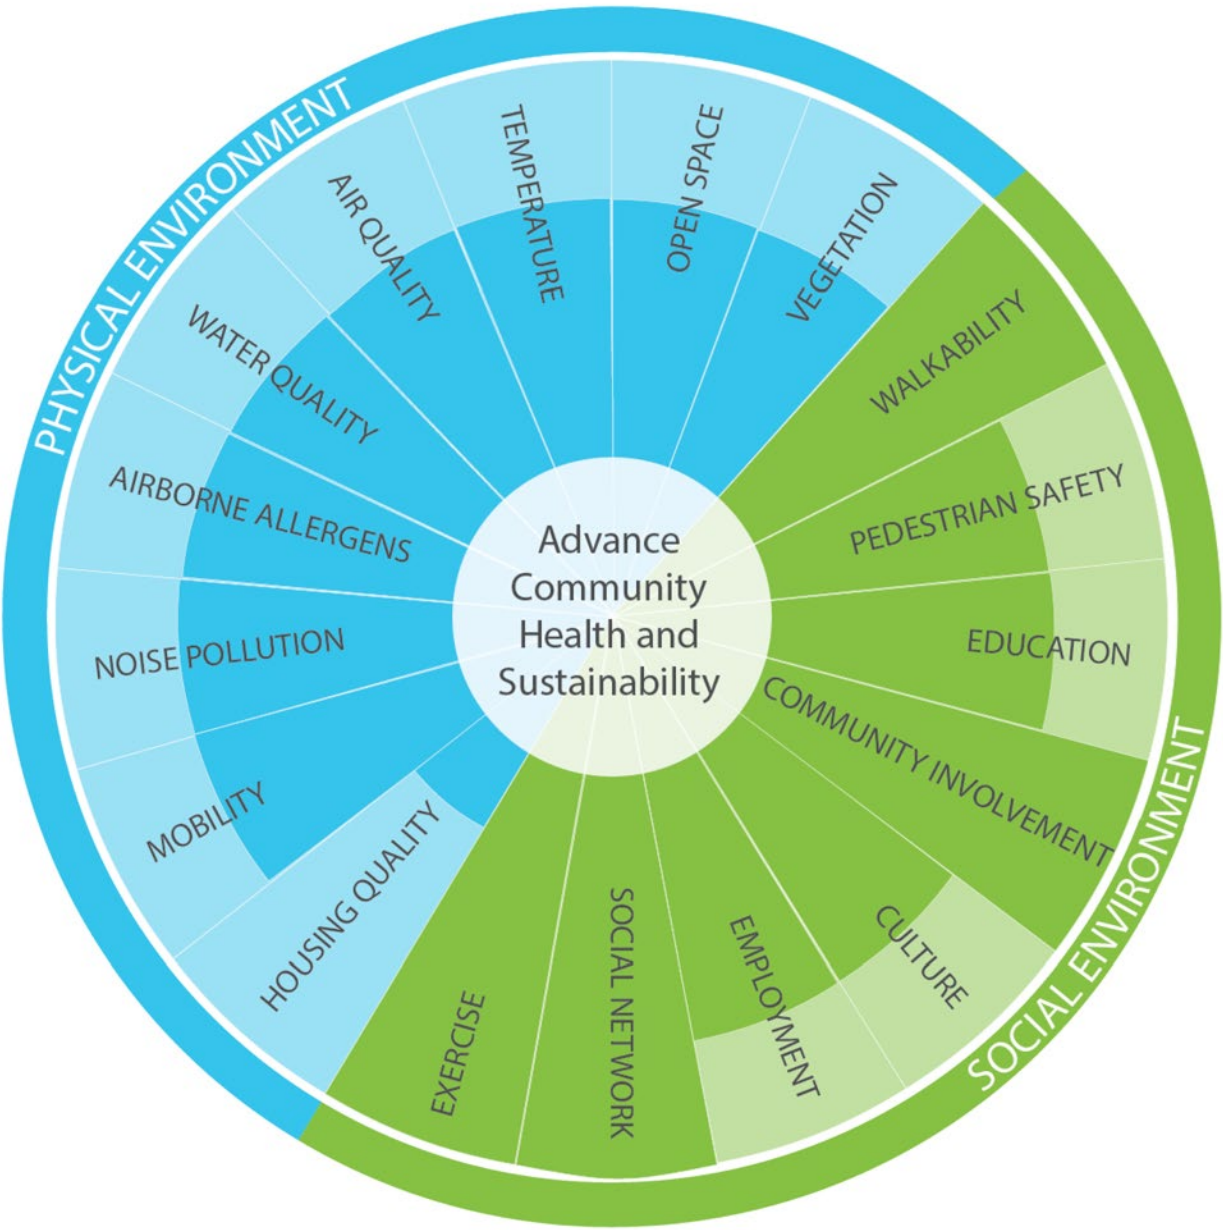 PHYSICAL ENVIRONMENT
TEMPERATURE
OPEN SPACE
VEGETATION
WALKABILITY
PEDESTRIAN SAFETY
EDUCATION
COMMUNITY INVOLVEMENT
CULTURE
EMPLOYMENT
SOCIAL NETWORK
EXERCISE
HOUSING QUALITY
MOBILITY
NOISE POLLUTION
AIRBORNE ALLERGENS
WATER QUALITY
AIR QUALITY
Advance
Community
Health and
Sustainability
SOCIAL ENVIRONMENT